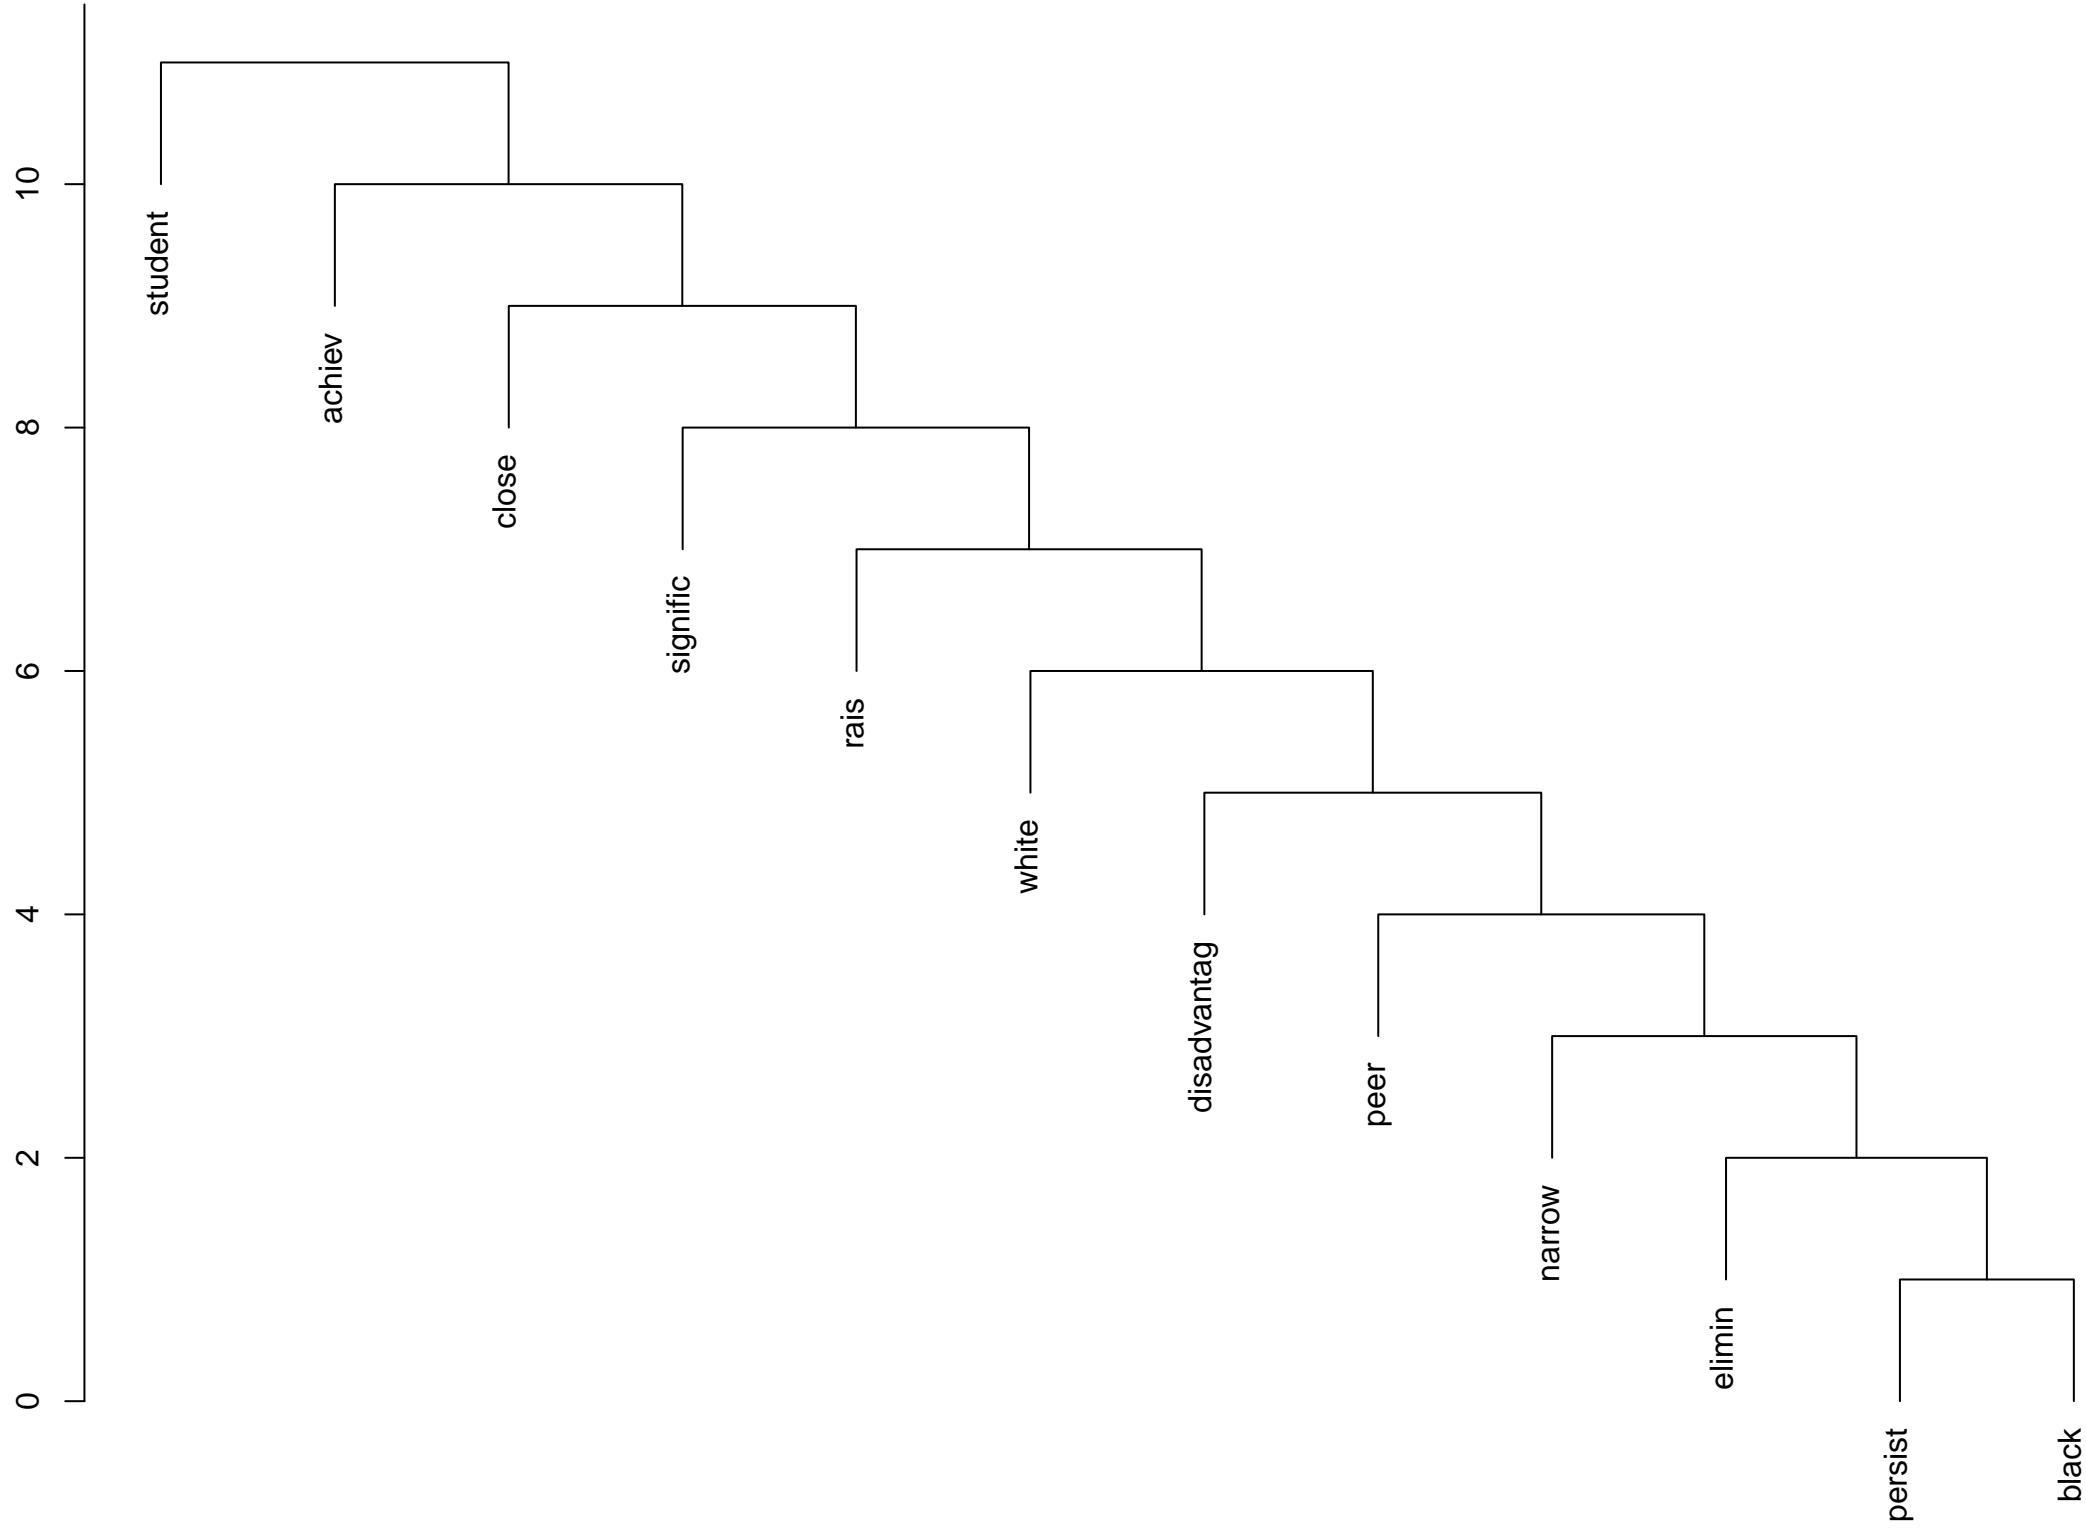 10
8
6
4
2
0
student
achiev
close
signific
rais
white
disadvantag
peer
narrow
elimin
persist
black